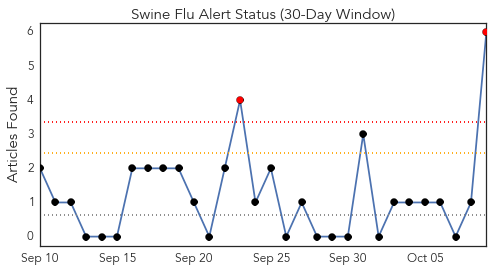 Swine Flu Alert Status (30-Day Window)
Articles Found
6
5
4
3
2
1
0
Sep 10
Sep 15
Sep 20
Sep 25
Sep 30
Oct 05